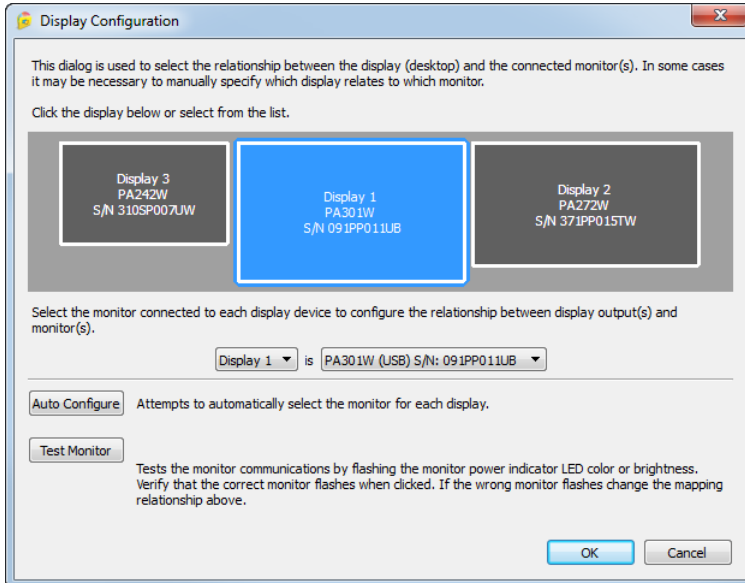 Display Configuration
This dialog is used to select the relationship between the display (desktop) and the connected monitor(s). In some cases
it may be necessary to manually specify which display relates to which monitor.
Click the display below or select from the list.
Display 3
PA242W
S/N 310SP007UW
Display 1
PA301W
S/N 091PP011UB
Display 2
PA272W
S/N 371PP015TW
Select the monitor connected to each display device to configure the relationship between display output(s) and
monitor(s).
Display 1 is PA301W (USB) S/N: 091PP011UB
Auto Configure Attempts to automatically select the monitor for each display.
Test Monitor
Tests the monitor communications by flashing the monitor power indicator LED color or brightness.
Verify that the correct monitor flashes when clicked. If the wrong monitor flashes change the mapping
relationship above.
OK Cancel